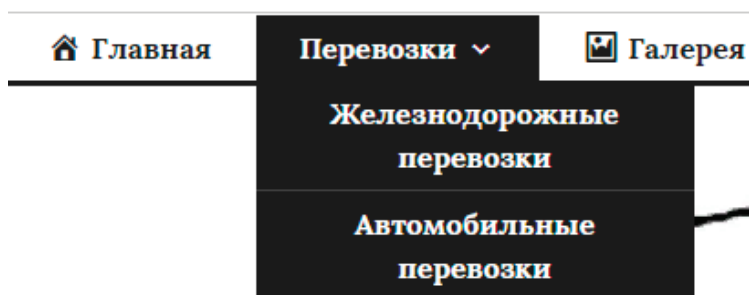 Главная Перевозки Галерея
Железнодорожные
перевозки
Автомобильные
перевозки